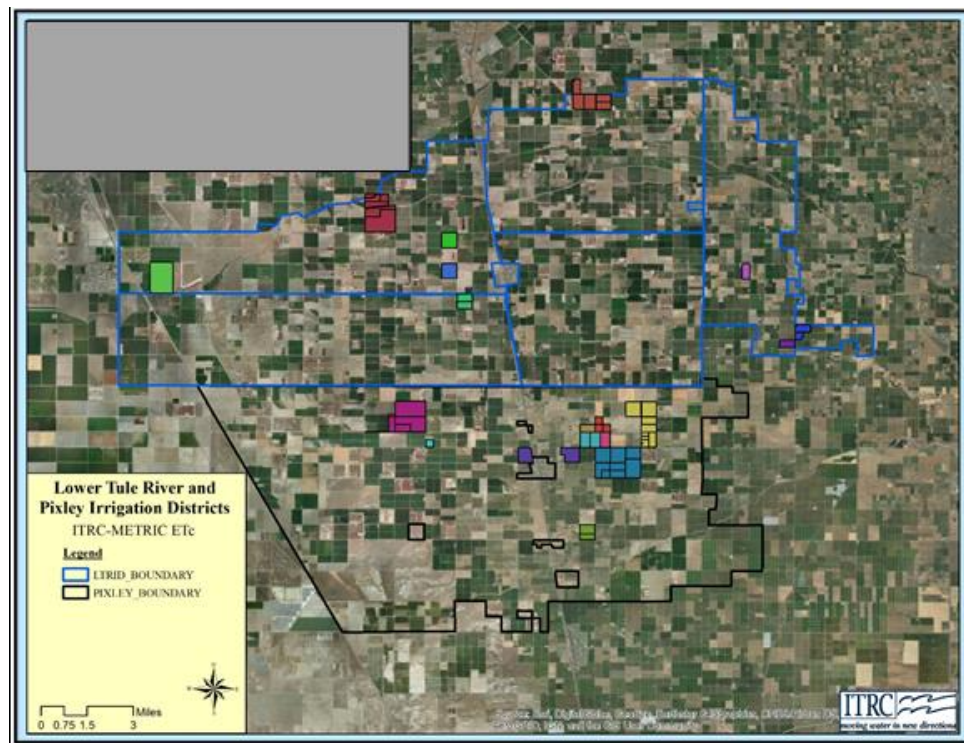 Lower Tule River and
Pixley Irrigation Districts
ITRC-METRIC ETc
Legend
LTRID_BOUNDARY
PIXLEY_BOUNDARY
0 0.75 1.5 3 Miles
ITRC
moving water in new directions